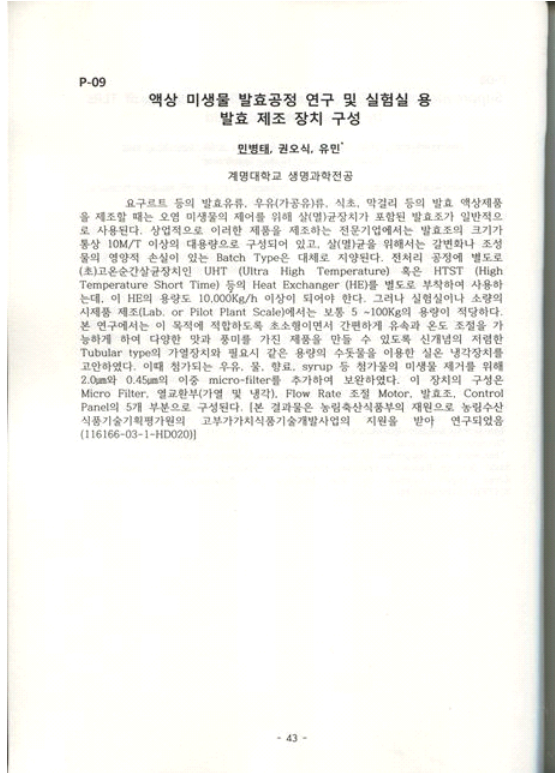 P-09
액상 미생물 발효공정 연구 및 실험실 용
발효 제조 장치 구성
민병태, 권오식, 유민*
계명대학교 생명과학전공
요구르트 등의 발효유류, 우유(가공유)류, 식초, 막걸리 등의 발효 액상제품
을 제조할 때는 오염 미생물의 제어를 위해 살(멸)균장치가 포함된 발효조가 일반적으
로 사용된다. 상업적으로 이러한 제품을 제조하는 전문기업에서는 발효조의 크기가
통상 10M/T 이상의 대용량으로 구성되어 있고, 살(멸)균을 위해서는 갈변화나 조성
물의 영양적 손실이 있는 Batch Type은 대체로 지양된다. 전처리 공정에 별도로
(초)고온순간살균장치인 UHT (Ultra High Temperature) 혹은 HTST (High
Temperature Short Time) 등의 Heat Exchanger (HE)를 별도로 부착하여 사용하
는데, 이 HE의 용량도 10,000Kg/h 이상이 되어야 한다. 그러나 실험실이나 소량의
시제품 제조(Lab. or Pilot Plant Scale)에서는 보통 5 ~100Kg의 용량이 적당하다.
본 연구에서는 이 목적에 적합하도록 초소형이면서 간편하게 유속과 온도 조절을 가
능하게 하여 다양한 맛과 풍미를 가진 제품을 만들 수 있도록 신개념의 저렴한
Tubular type의 가열장치와 필요시 같은 용량의 수돗물을 이용한 실온 냉각장치를
고안하였다. 이때 첨가되는 우유, 물, 향료, syrup 등 첨가물의 미생물 제거를 위해
2.0μm와 0.45μm의 이중 micro-filter를 추가하여 보완하였다. 이 장치의 구성은
Micro Filter, 열교환부(가열 및 냉각), Flow Rate 조절 Motor, 발효조, Control
Panel의 5개 부분으로 구성된다. [본 결과물은 농림축산식품부의 재원으로 농림수산
식품기술기획평가원의 고부가가치식품기술개발사업의 지원을 받아 연구되었음
(116166-03-1-HD020)]
- 43 -